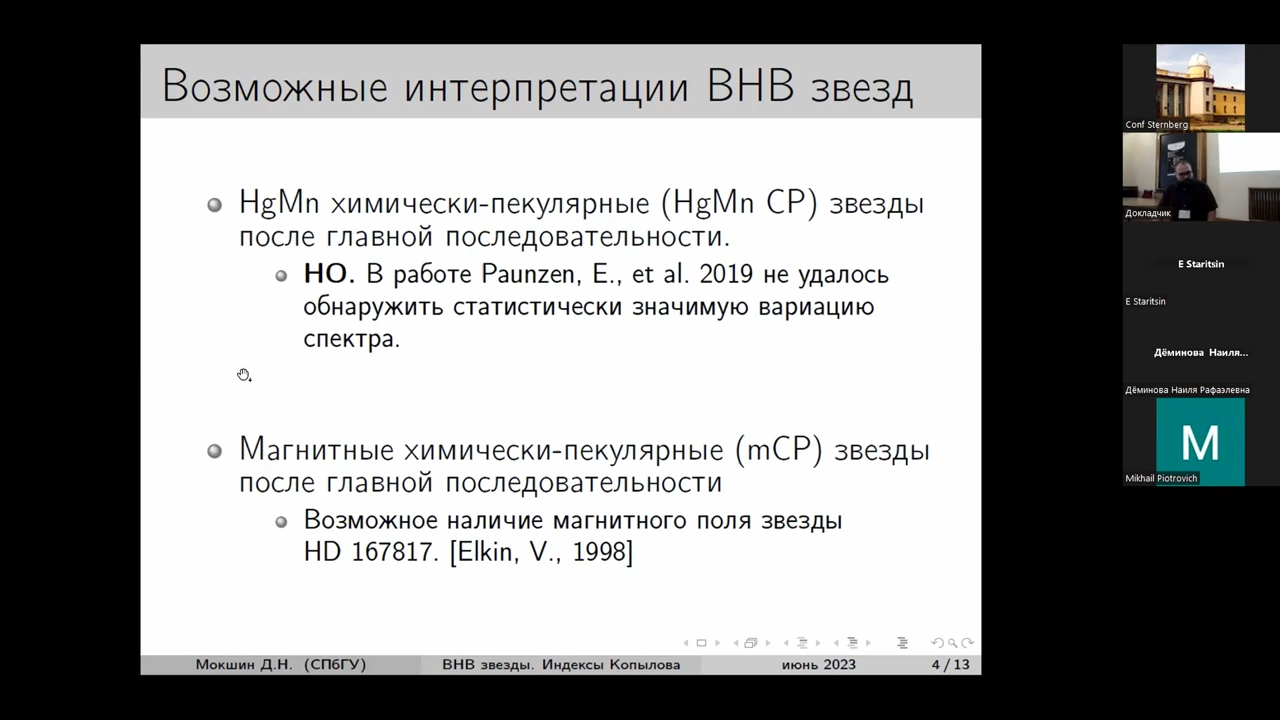 Возможные интерпретации BHB звезд
HgMn химически-пекулярные (HgMn CP) звезды
после главной последовательности.
НО. В работе Paunzen, E., et al. 2019 не удалось
обнаружить статистически значимую вариацию
спектра.
Магнитные химически-пекулярные (mCP) звезды
после главной последовательности
Возможное наличие магнитного поля звезды
HD 167817. [Elkin, V., 1998]
Мокшин Д.Н. (СПбГУ)
BHB звезды. Индексы Копылова
июнь 2023
4 / 13
Conf Sternberg
Докладчик
E Staritsin
E Staritsin
Дёминова Наиля...
Дёминова Наиля Рафаэлевна
M
Mikhail Piotrovich